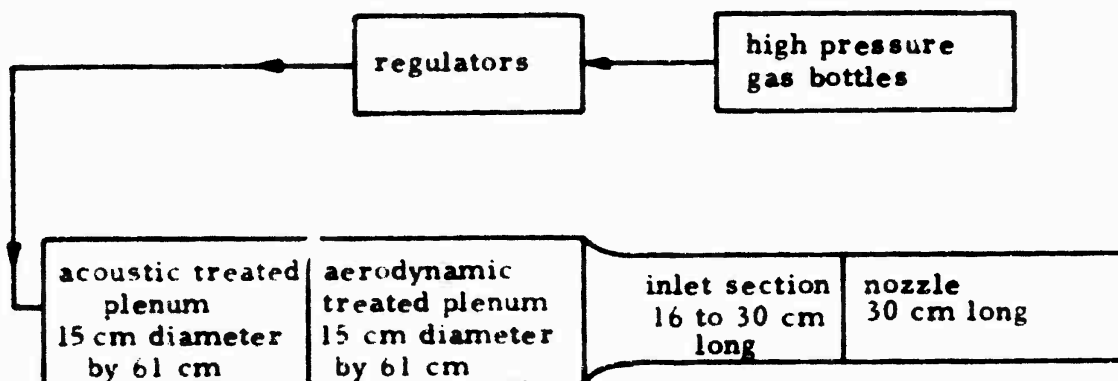 regulators
high pressure
gas bottles
acoustic treated
plenum
15 cm diameter
by 61 cm
aerodynamic
treated plenum
15 cm diameter
by 61 cm
inlet section
16 to 30 cm
long
nozzle
30 cm long